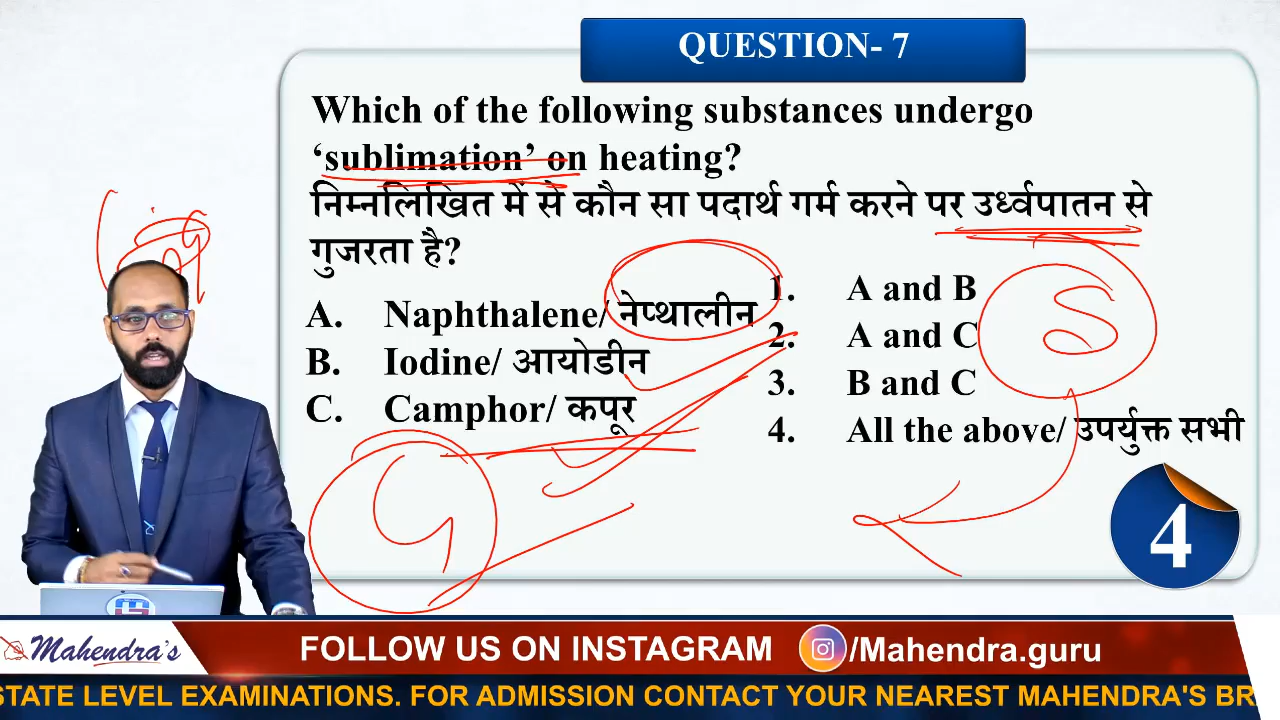 QUESTION- 7
Which of the following substances undergo
‘sublimation’ on heating?
निम्नलिखित में से कौन सा पदार्थ गर्म करने पर उर्ध्वपातन से
गुजरता है?
A. Naphthalene/ नेप्थालीन
B. Iodine/ आयोडीन
C. Camphor/ कपूर
1. A and B
2. A and C
3. B and C
4. All the above/ उपर्युक्त सभी
S
G
4
Mahendra's
FOLLOW US ON INSTAGRAM /Mahendra.guru
STATE LEVEL EXAMINATIONS. FOR ADMISSION CONTACT YOUR NEAREST MAHENDRA'S